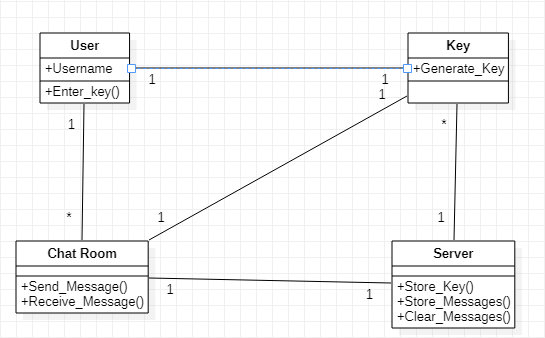 User
+Username
+Enter_key()
Key
+Generate_Key
1
1
1
1
*
*
1
1
Chat Room
+Send_Message()
+Receive_Message()
1
1
Server
+Store_Key()
+Store_Messages()
+Clear_Messages()